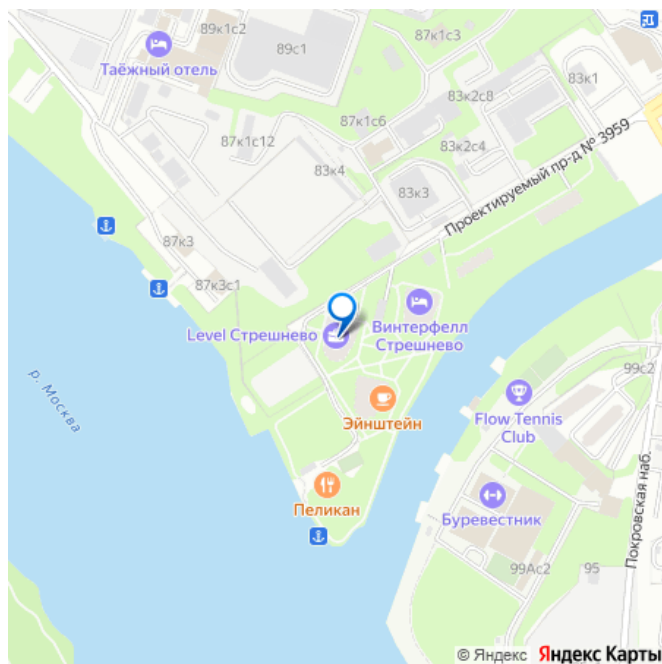 89к1с2
89с1
87к1с3
Таёжный отель
83к1
83к2с8
87к1с6
87к1с12
83к2с4
83к4
83к3
Проектируемый пр-д № 3959
87к3
87к3с1
Level Стрешнево
Винтерфелл
Стрешнево
р. Москва
99с2
Эйнштейн
Flow Tennis
Club
Пеликан
Буревестник
Покровская наб.
99Ас2
95
© Яндекс Яндекс Карты